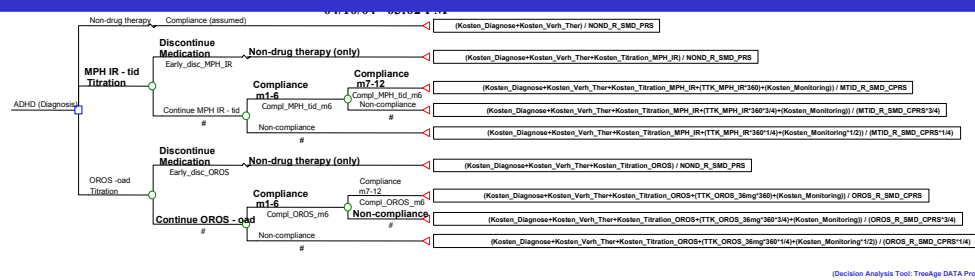 Non-drug therapy Compliance (assumed) (Kosten_Diagnose+Kosten_Verh_Ther) / NOND_R_SMD_PRS
Discontinue
Medication Non-drug therapy (only) (Kosten_Diagnose+Kosten_Verh_Ther+Kosten_Titration_MPH_IR) / NOND_R_SMD_PRS
Early_disc_MPH_IR
MPH IR - tid
Titration
Compliance
m7-12 (Kosten_Diagnose+Kosten_Verh_Ther+Kosten_Titration_MPH_IR+(TTK_MPH_IR*360)+(Kosten_Monitoring)) / MTID_R_SMD_CPRS
Compliance
m1-6
Compl_MPH_tid_m6
Compl_MPH_tid_m6
Continue MPH IR - tid
#
Non-compliance (Kosten_Diagnose+Kosten_Verh_Ther+Kosten_Titration_MPH_IR+(TTK_MPH_IR*360*3/4)+(Kosten_Monitoring)) / (MTID_R_SMD_CPRS*3/4)
#
Non-compliance (Kosten_Diagnose+Kosten_Verh_Ther+Kosten_Titration_MPH_IR+(TTK_MPH_IR*360*1/4)+(Kosten_Monitoring*1/2)) / (MTID_R_SMD_CPRS*1/4)
#
ADHD (Diagnosis)
Discontinue
Medication Non-drug therapy (only) (Kosten_Diagnose+Kosten_Verh_Ther+Kosten_Titration_OROS) / NOND_R_SMD_PRS
Early_disc_OROS
OROS -oad
Titration
Compliance
m7-12 (Kosten_Diagnose+Kosten_Verh_Ther+Kosten_Titration_OROS+(TTK_OROS_36mg*360)+(Kosten_Monitoring)) / OROS_R_SMD_CPRS
Compliance
m1-6
Compl_OROS_m6
Compl_OROS_m6
Continue OROS - oad
#
Non-compliance (Kosten_Diagnose+Kosten_Verh_Ther+Kosten_Titration_OROS+(TTK_OROS_36mg*360*3/4)+(Kosten_Monitoring)) / (OROS_R_SMD_CPRS*3/4)
#
Non-compliance (Kosten_Diagnose+Kosten_Verh_Ther+Kosten_Titration_OROS+(TTK_OROS_36mg*360*1/4)+(Kosten_Monitoring*1/2)) / (OROS_R_SMD_CPRS*1/4)
#
(Decision Analysis Tool: TreeAge DATA Pro